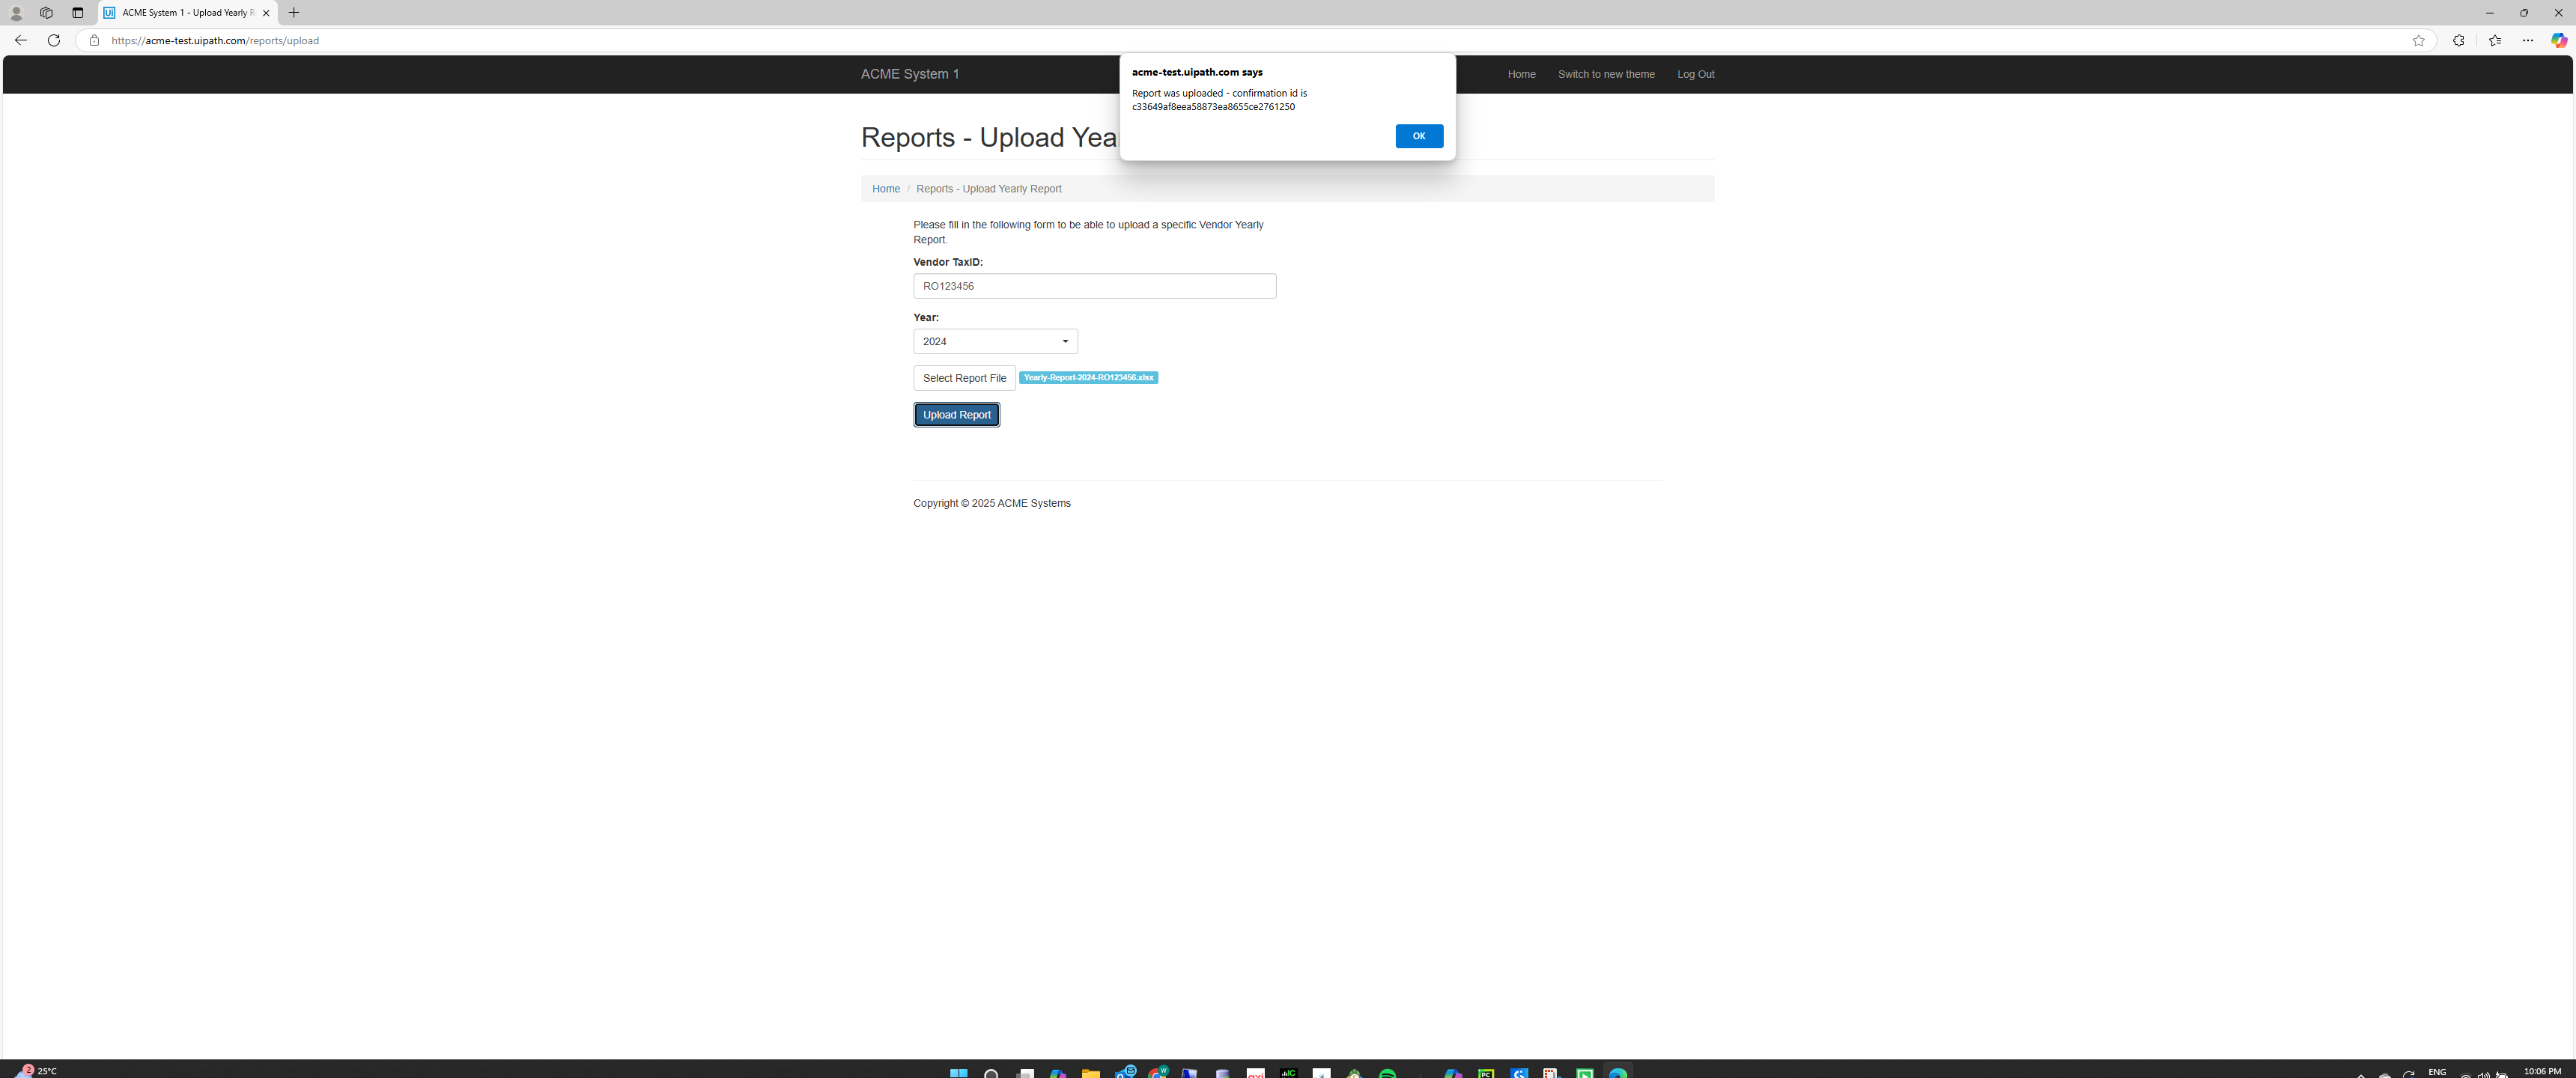 ACME System 1 - Upload Yearly R
https://acme-test.uipath.com/reports/upload
ACME System 1
Home
Switch to new theme
Log Out
acme-test.uipath.com says
Report was uploaded - confirmation id is
c33649af8eea58873ea8655ce2761250
OK
Reports - Upload Yea
Home / Reports - Upload Yearly Report
Please fill in the following form to be able to upload a specific Vendor Yearly
Report.
Vendor TaxID:
RO123456
Year:
2024
Select Report File
Yearly-Report-2024-RO123456.xlsx
Upload Report
Copyright © 2025 ACME Systems
2
25°C
W
PC
ENG
10:06 PM